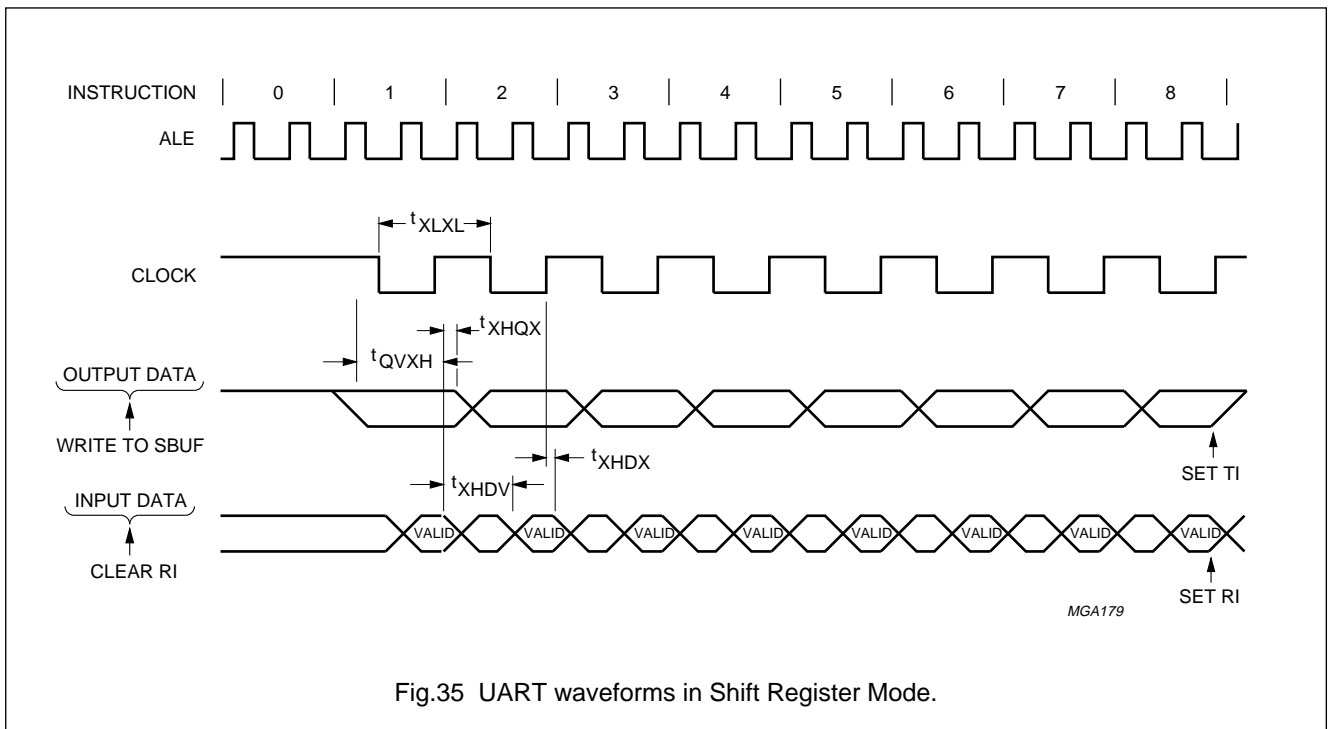 INSTRUCTION 0 1 2 3 4 5 6 7 8
ALE
tXLXL
CLOCK
tXHQX
tQVXH
OUTPUT DATA
WRITE TO SBUF
tXHDX
SET TI
tXHDV
INPUT DATA
VALID VALID VALID VALID VALID VALID VALID VALID
CLEAR RI
SET RI
MGA179
Fig.35 UART waveforms in Shift Register Mode.